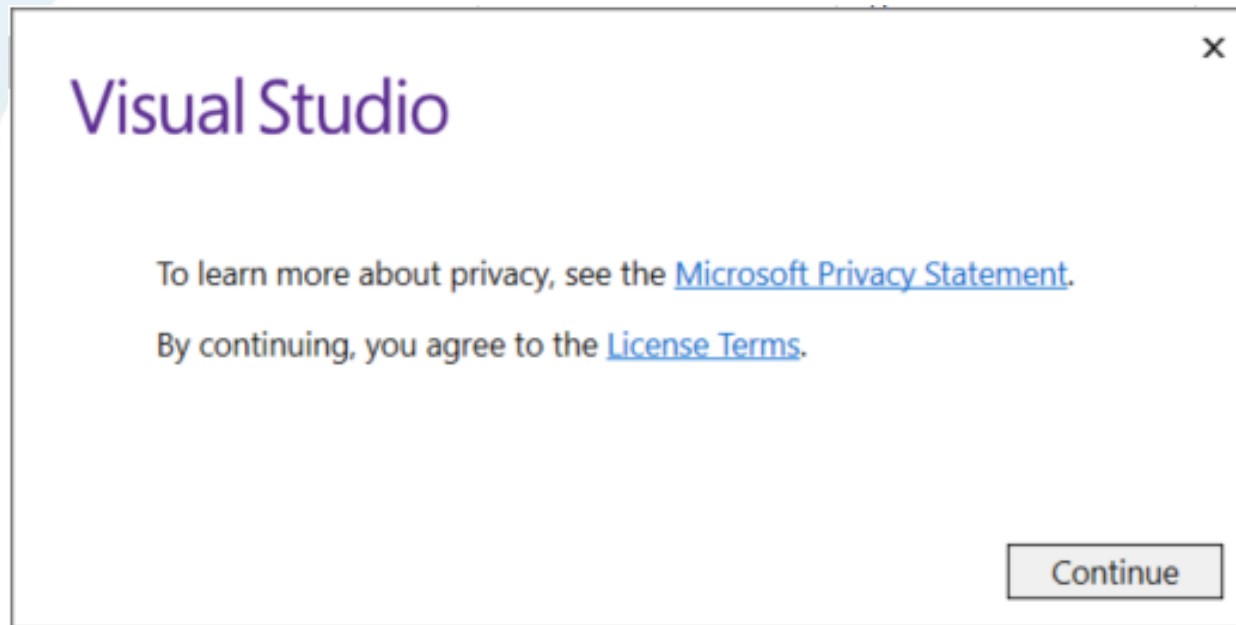 Visual Studio
To learn more about privacy, see the Microsoft Privacy Statement.
By continuing, you agree to the License Terms.
Continue